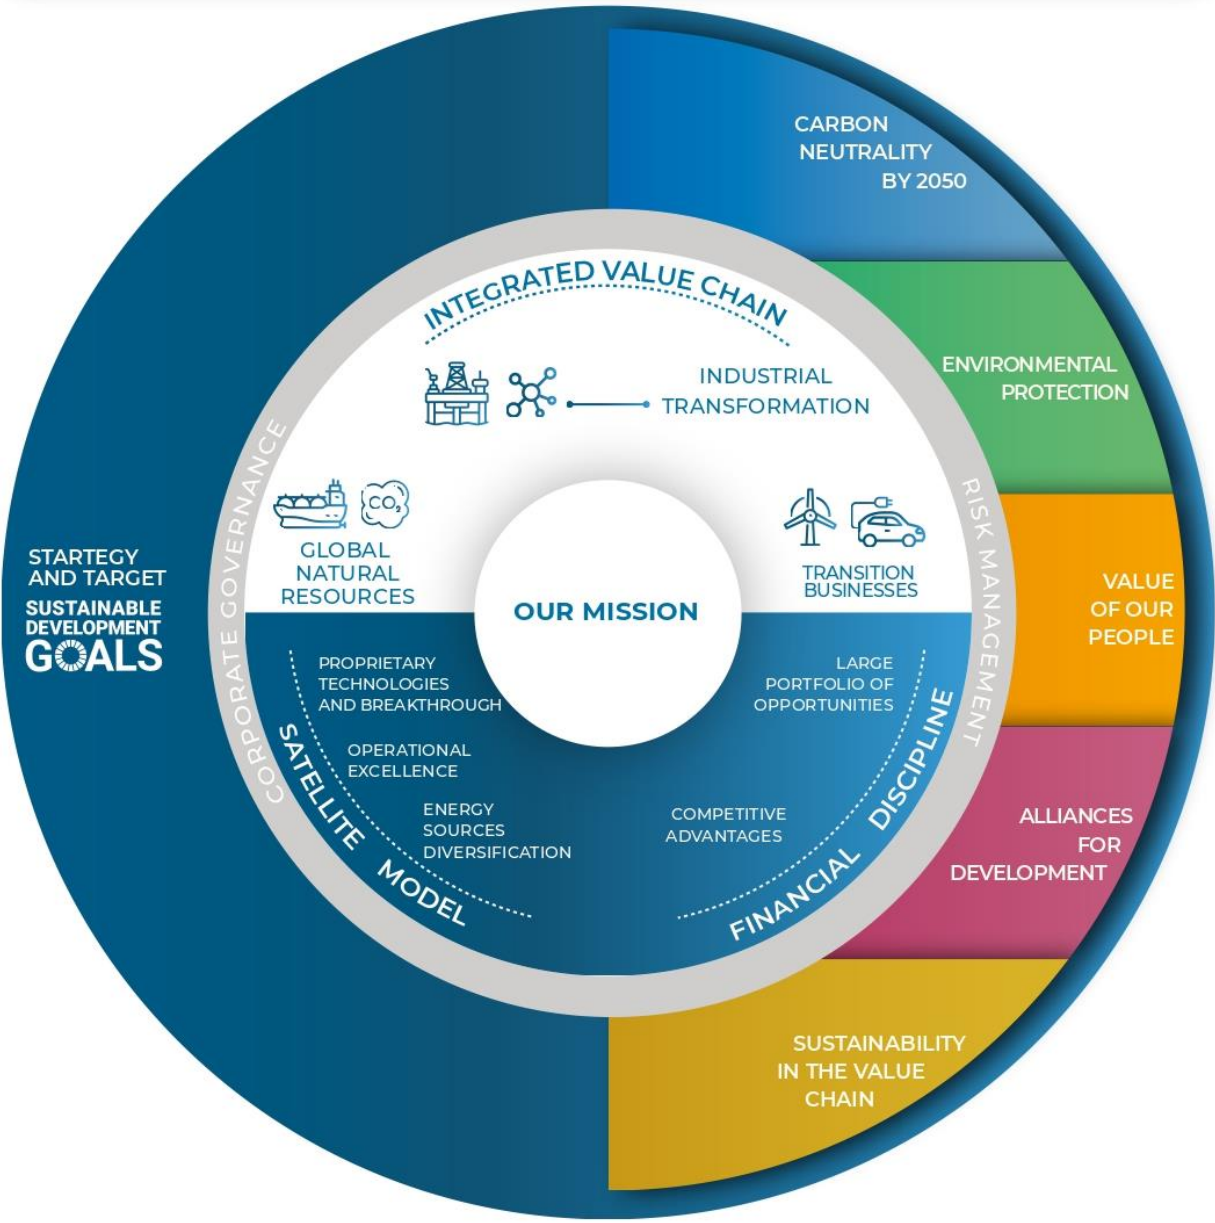 CARBON
NEUTRALITY
BY 2050
ENVIRONMENTAL
PROTECTION
VALUE
OF OUR
PEOPLE
ALLIANCES
FOR
DEVELOPMENT
SUSTAINABILITY
IN THE VALUE
CHAIN
STARTEGY
AND TARGET
SUSTAINABLE
DEVELOPMENT
GOALS
CORPORATE GOVERNANCE
RISK MANAGEMENT
INTEGRATED VALUE CHAIN
INDUSTRIAL
TRANSFORMATION
CO2
GLOBAL
NATURAL
RESOURCES
TRANSITION
BUSINESSES
OUR MISSION
PROPRIETARY
TECHNOLOGIES
AND BREAKTHROUGH
OPERATIONAL
EXCELLENCE
ENERGY
SOURCES
DIVERSIFICATION
SATELLITE MODEL
LARGE
PORTFOLIO OF
OPPORTUNITIES
COMPETITIVE
ADVANTAGES
FINANCIAL DISCIPLINE